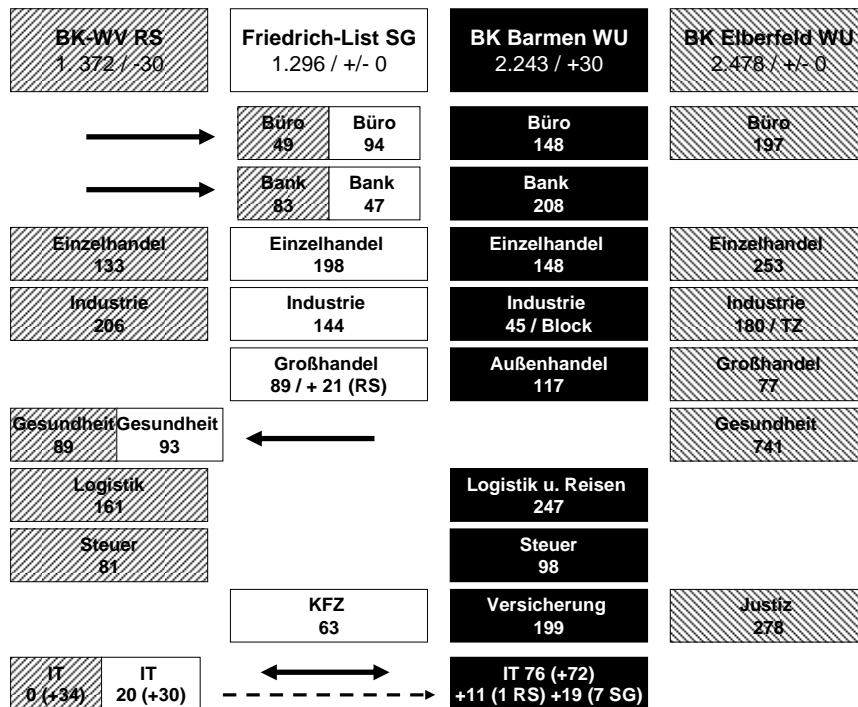 BK-WV RS
1. 372 / -30
Friedrich-List SG
1.296 / +/- 0
BK Barmen WU
2.243 / +30
BK Elberfeld WU
2.478 / +/- 0
Büro
49
Büro
94
Büro
148
Büro
197
Bank
83
Bank
47
Bank
208
Einzelhandel
133
Einzelhandel
198
Einzelhandel
148
Einzelhandel
253
Industrie
206
Industrie
144
Industrie
45 / Block
Industrie
180 / TZ
Großhandel
89 / + 21 (RS)
Außenhandel
117
Großhandel
77
Gesundheit
89
Gesundheit
93
Gesundheit
741
Logistik
161
Logistik u. Reisen
247
Steuer
81
Steuer
98
KFZ
63
Versicherung
199
Justiz
278
IT
0 (+34)
IT
20 (+30)
IT 76 (+72)
+11 (1 RS) +19 (7 SG)